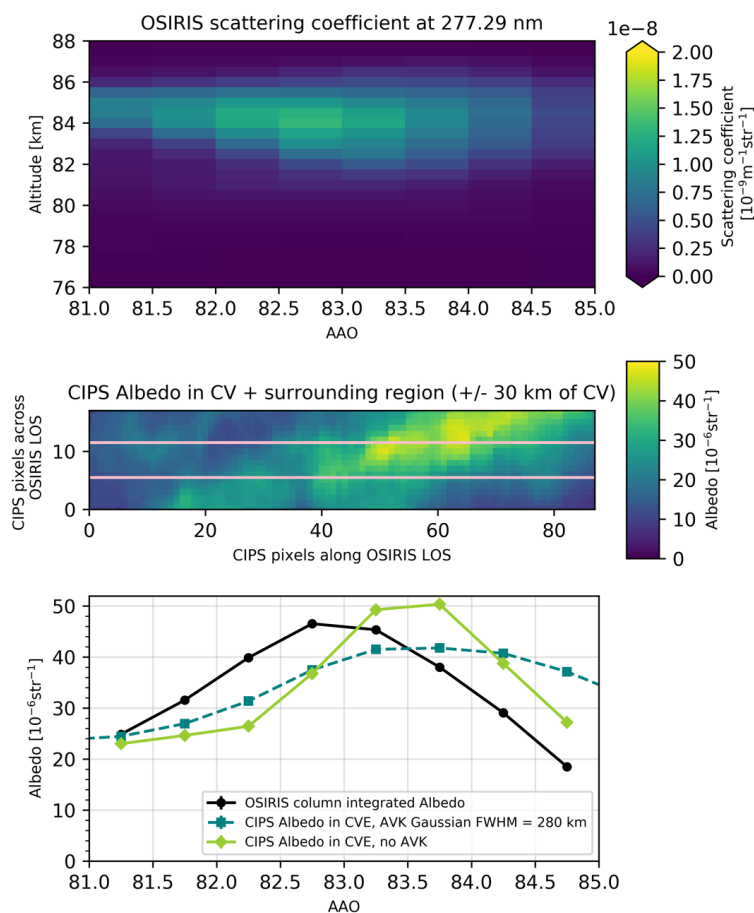 OSIRIS scattering coefficient at 277.29 nm
1e−8
88
86
84
82
80
78
76
Altitude [km]
81.0 81.5 82.0 82.5 83.0 83.5 84.0 84.5 85.0
AAO
2.00
1.75
1.50
1.25
1.00
0.75
0.50
0.25
0.00
Scattering coefficient
[10⁻⁹m⁻¹str⁻¹]
CIPS Albedo in CV + surrounding region (+/- 30 km of CV)
10
0
CIPS pixels across
OSIRIS LOS
0 20 40 60 80
CIPS pixels along OSIRIS LOS
50
40
30
20
10
0
Albedo [10⁻⁶str⁻¹]
50
40
30
20
10
0
Albedo [10⁻⁶str⁻¹]
OSIRIS column integrated Albedo
CIPS Albedo in CVE, AVK Gaussian FWHM = 280 km
CIPS Albedo in CVE, no AVK
81.0 81.5 82.0 82.5 83.0 83.5 84.0 84.5 85.0
AAO